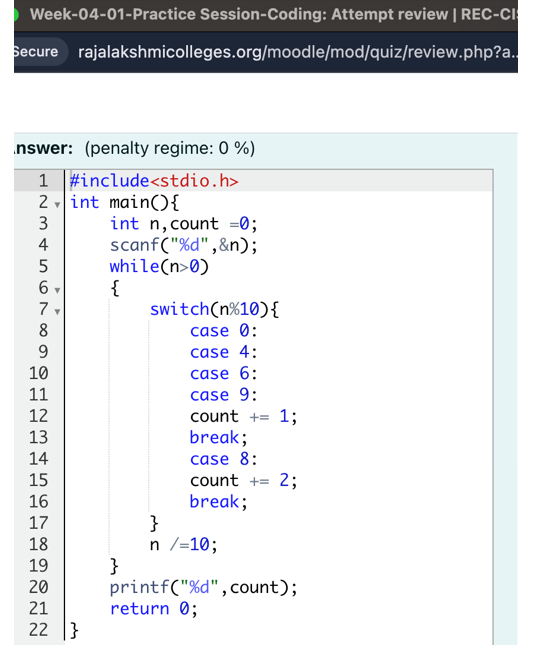 Week-04-01-Practice Session-Coding: Attempt review | REC-CI
Secure rajalakshmicolleges.org/moodle/mod/quiz/review.php?a..
nswer: (penalty regime: 0 %)
1 #include<stdio.h>
2 int main(){
3 int n,count =0;
4 scanf("%d",&n);
5 while(n>0)
6 {
7 switch(n%10){
8 case 0:
9 case 4:
10 case 6:
11 case 9:
12 count += 1;
13 break;
14 case 8:
15 count += 2;
16 break;
17 }
18 n /=10;
19 }
20 printf("%d",count);
21 return 0;
22 }